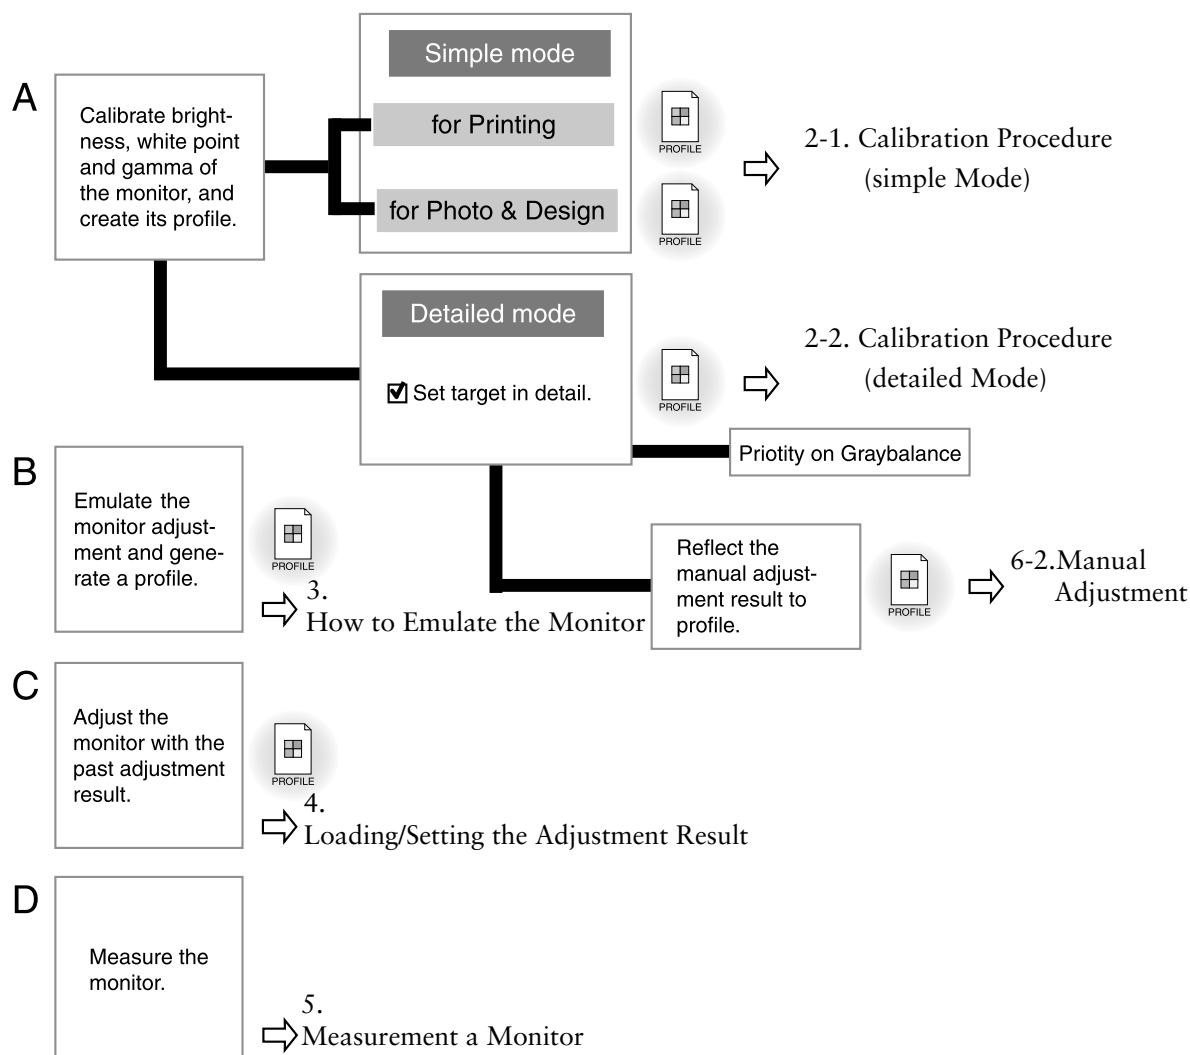 A
Calibrate bright-
ness, white point
and gamma of
the monitor, and
create its profile.
Simple mode
for Printing
for Photo & Design
PROFILE
PROFILE
2-1. Calibration Procedure
(simple Mode)
Detailed mode
Set target in detail.
PROFILE
2-2. Calibration Procedure
(detailed Mode)
Priotity on Graybalance
Reflect the
manual adjust-
ment result to
profile.
PROFILE
6-2.Manual
Adjustment
B
Emulate the
monitor adjust-
ment and gene-
rate a profile.
PROFILE
3.
How to Emulate the Monitor
C
Adjust the
monitor with the
past adjustment
result.
PROFILE
4.
Loading/Setting the Adjustment Result
D
Measure the
monitor.
5.
Measurement a Monitor